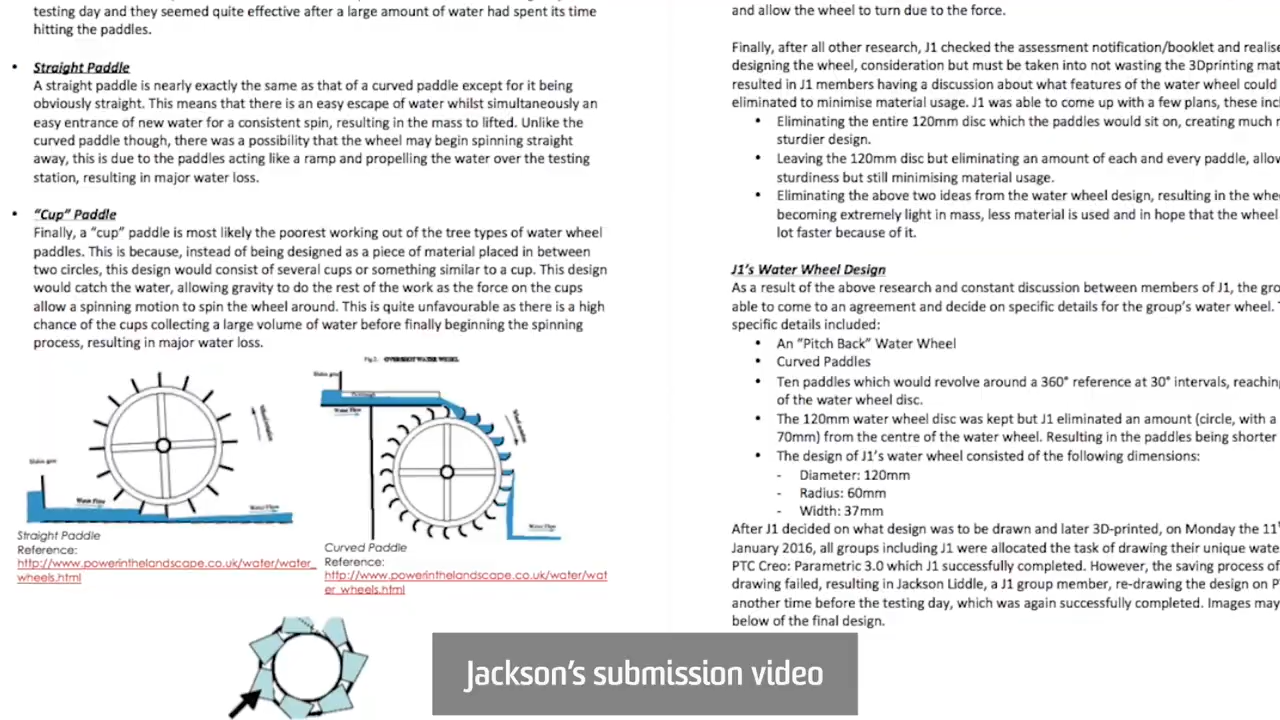 testing day and they seemed quite effective after a large amount of water had spent its time
hitting the paddles.
• Straight Paddle
A straight paddle is nearly exactly the same as that of a curved paddle except for it being
obviously straight. This means that there is an easy escape of water whilst simultaneously an
easy entrance of new water for a consistent spin, resulting in the mass to lifted. Unlike the
curved paddle though, there was a possibility that the wheel may begin spinning straight
away, this is due to the paddles acting like a ramp and propelling the water over the testing
station, resulting in major water loss.
• “Cup” Paddle
Finally, a “cup” paddle is most likely the poorest working out of the tree types of water wheel
paddles. This is because, instead of being designed as a piece of material placed in between
two circles, this design would consist of several cups or something similar to a cup. This design
would catch the water, allowing gravity to do the rest of the work as the force on the cups
allow a spinning motion to spin the wheel around. This is quite unfavourable as there is a high
chance of the cups collecting a large volume of water before finally beginning the spinning
process, resulting in major water loss.
Fig 2. OVERSHOT WATER WHEEL
Water Flow
Water Flow
Water Flow
Water Flow
Straight Paddle
Reference:
http://www.powerinthelandscape.co.uk/water/water_
wheels.html
Curved Paddle
Reference:
http://www.powerinthelandscape.co.uk/water/wat
er_wheels.html
and allow the wheel to turn due to the force.
Finally, after all other research, J1 checked the assessment notification/booklet and realise
designing the wheel, consideration but must be taken into not wasting the 3Dprinting mat
resulted in J1 members having a discussion about what features of the water wheel could
eliminated to minimise material usage. J1 was able to come up with a few plans, these incl
• Eliminating the entire 120mm disc which the paddles would sit on, creating much
sturdier design.
• Leaving the 120mm disc but eliminating an amount of each and every paddle, allow
sturdiness but still minimising material usage.
• Eliminating the above two ideas from the water wheel design, resulting in the whe
becoming extremely light in mass, less material is used and in hope that the wheel
lot faster because of it.
J1’s Water Wheel Design
As a result of the above research and constant discussion between members of J1, the gro
able to come to an agreement and decide on specific details for the group’s water wheel.
specific details included:
• An “Pitch Back” Water Wheel
• Curved Paddles
• Ten paddles which would revolve around a 360° reference at 30° intervals, reaching
of the water wheel disc.
• The 120mm water wheel disc was kept but J1 eliminated an amount (circle, with a
70mm) from the centre of the water wheel. Resulting in the paddles being shorter
• The design of J1’s water wheel consisted of the following dimensions:
- Diameter: 120mm
- Radius: 60mm
- Width: 37mm
After J1 decided on what design was to be drawn and later 3D-printed, on Monday the 11
January 2016, all groups including J1 were allocated the task of drawing their unique wate
PTC Creo: Parametric 3.0 which J1 successfully completed. However, the saving process of
drawing failed, resulting in Jackson Liddle, a J1 group member, re-drawing the design on P
another time before the testing day, which was again successfully completed. Images may
below of the final design.
Jackson’s submission video